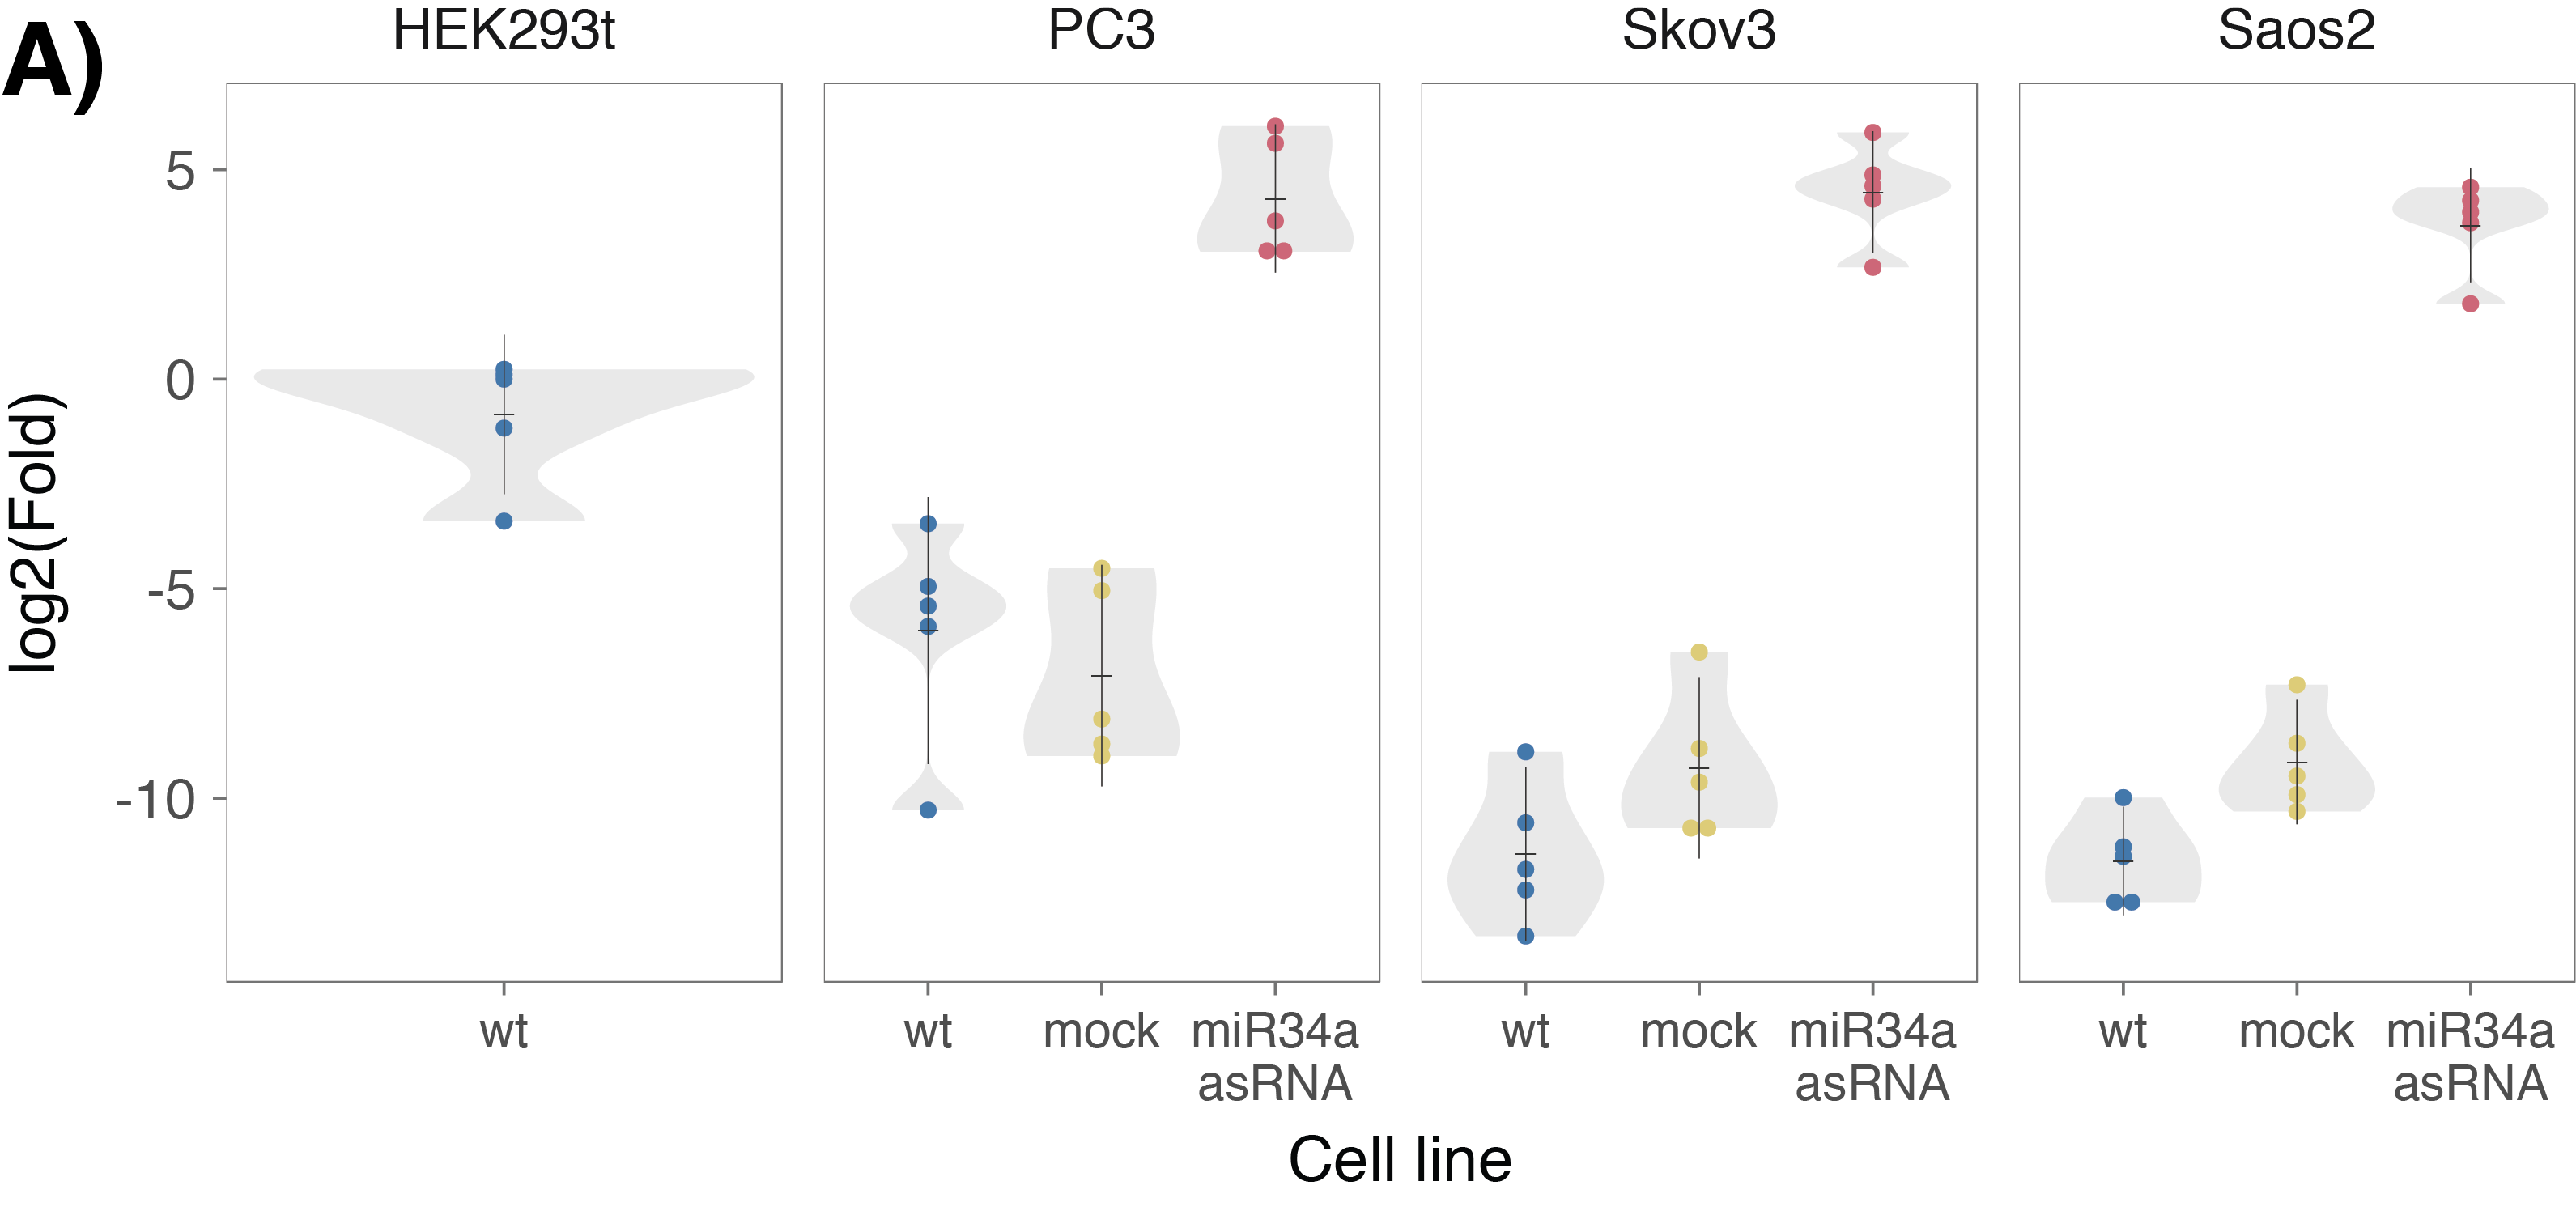 A)
HEK293t
PC3
Skov3
Saos2
log2(Fold)
5
0
-5
-10
wt
wt
mock
miR34a
asRNA
wt
mock
miR34a
asRNA
wt
mock
miR34a
asRNA
Cell line